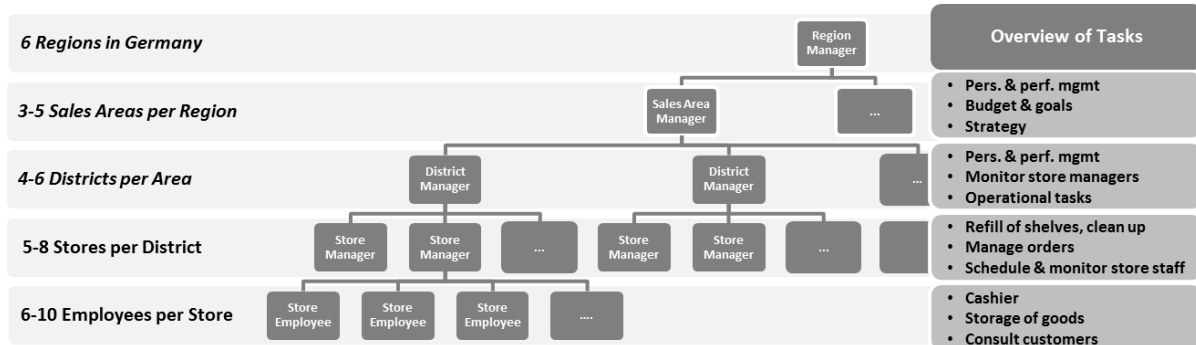 6 Regions in Germany
Region
Manager
Overview of Tasks
3-5 Sales Areas per Region
Sales Area
Manager
...
• Pers. & perf. mgmt
• Budget & goals
• Strategy
4-6 Districts per Area
District
Manager
District
Manager
...
• Pers. & perf. mgmt
• Monitor store managers
• Operational tasks
5-8 Stores per District
Store
Manager
Store
Manager
...
Store
Manager
Store
Manager
...
• Refill of shelves, clean up
• Manage orders
• Schedule & monitor store staff
6-10 Employees per Store
Store
Employee
Store
Employee
Store
Employee
....
• Cashier
• Storage of goods
• Consult customers